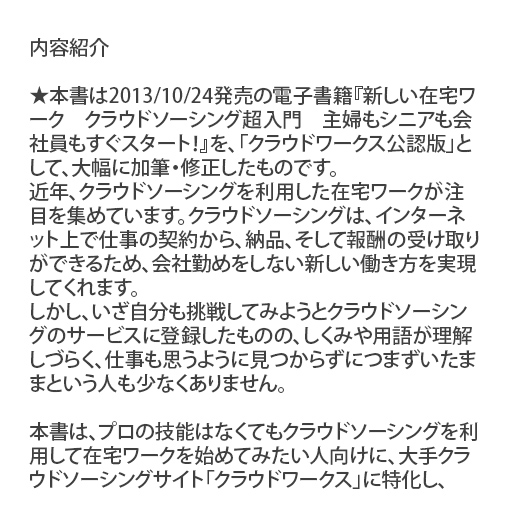 内容紹介
★本書は2013/10/24発売の電子書籍『新しい在宅ワ
ーク　クラウドソーシング超入門　主婦もシニアも会
社員もすぐスタート!』を、「クラウドワークス公認版」と
して、大幅に加筆・修正したものです。
近年、クラウドソーシングを利用した在宅ワークが注
目を集めています。クラウドソーシングは、インターネ
ット上で仕事の契約から、納品、そして報酬の受け取り
ができるため、会社勤めをしない新しい働き方を実現
してくれます。
しかし、いざ自分も挑戦してみようとクラウドソーシン
グのサービスに登録したものの、しくみや用語が理解
しづらく、仕事も思うように見つからずにつまずいたま
まという人も少なくありません。
本書は、プロの技能はなくてもクラウドソーシングを利
用して在宅ワークを始めてみたい人向けに、大手クラ
ウドソーシングサイト「クラウドワークス」に特化し、